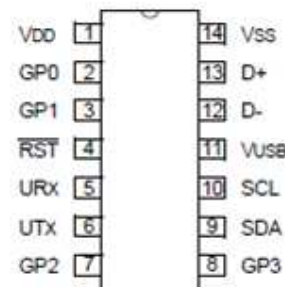 VDD 1 14 VSS
GP0 2 13 D+
GP1 3 12 D-
RST 4 11 VUSB
URx 5 10 SCL
UTx 6 9 SDA
GP2 7 8 GP3